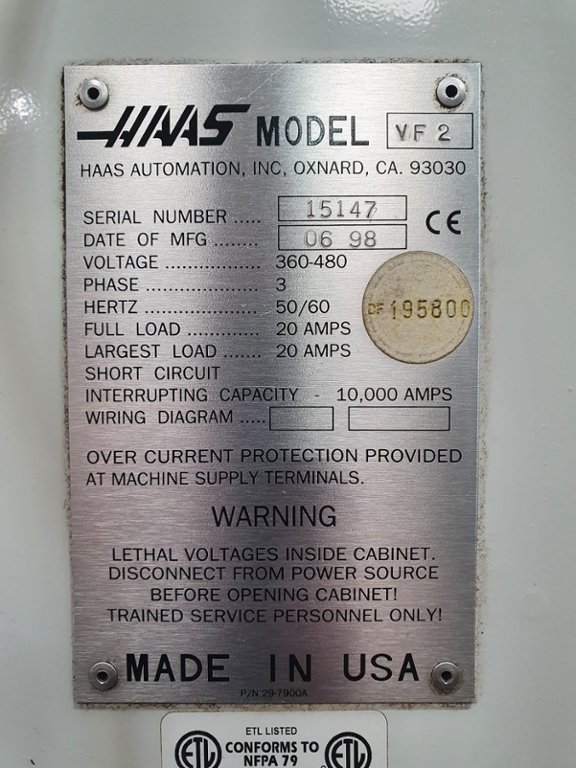 HAAS MODEL VF 2
HAAS AUTOMATION, INC, OXNARD, CA. 93030
SERIAL NUMBER ..... 15147
CE
DATE OF MFG ........ 06 98
VOLTAGE ................. 360-480
PHASE ..................... 3
HERTZ .................... 50/60
DF 195800
FULL LOAD .............. 20 AMPS
LARGEST LOAD ....... 20 AMPS
SHORT CIRCUIT
INTERRUPTING CAPACITY - 10,000 AMPS
WIRING DIAGRAM .....
OVER CURRENT PROTECTION PROVIDED
AT MACHINE SUPPLY TERMINALS.
WARNING
LETHAL VOLTAGES INSIDE CABINET.
DISCONNECT FROM POWER SOURCE
BEFORE OPENING CABINET!
TRAINED SERVICE PERSONNEL ONLY!
MADE IN USA
P/N 29-7900A
ETL LISTED
ETL CONFORMS TO ETL
NFPA 79